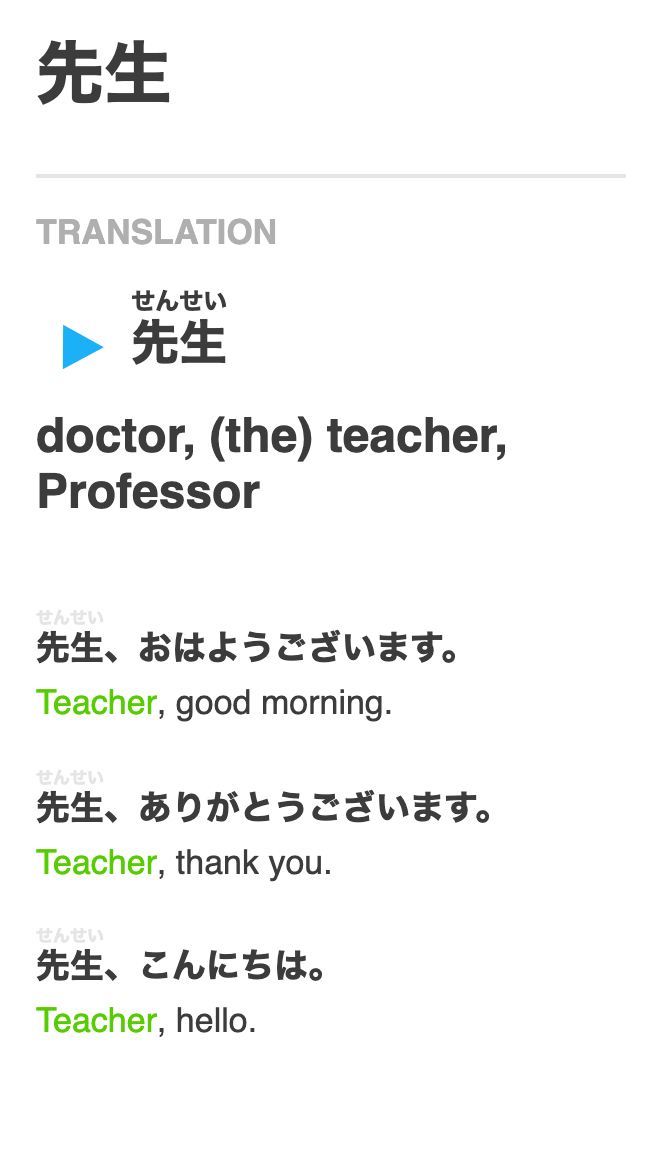 先生
TRANSLATION
せんせい
先生
doctor, (the) teacher,
Professor
せんせい
先生、おはようございます。
Teacher, good morning.
せんせい
先生、ありがとうございます。
Teacher, thank you.
せんせい
先生、こんにちは。
Teacher, hello.